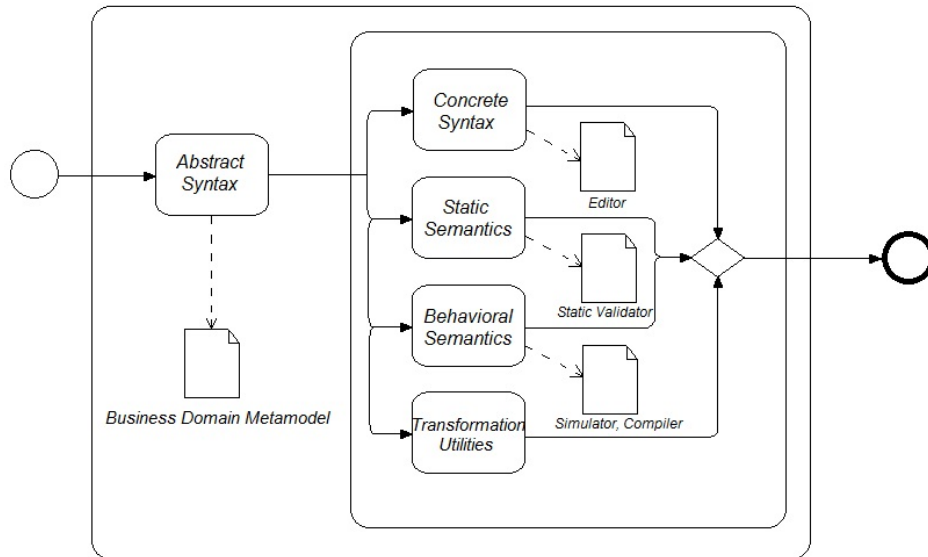 Concrete
Syntax
Abstract
Syntax
Editor
Static
Semantics
Static Validator
Behavioral
Semantics
Business Domain Metamodel
Transformation
Utilities
Simulator, Compiler